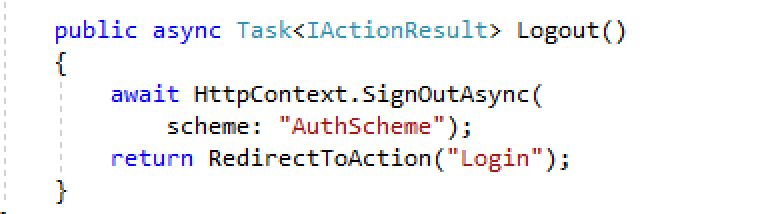 public async Task<IActionResult> Logout()
{
    await HttpContext.SignOutAsync(
        scheme: "AuthScheme");
    return RedirectToAction("Login");
}